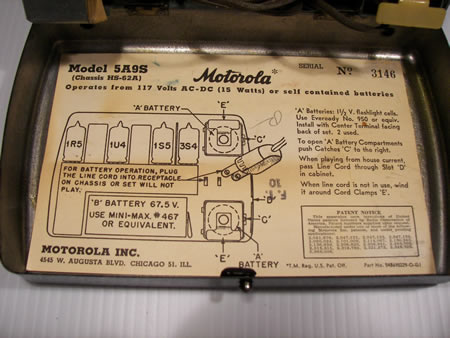 Model 5A9S
(Chassis HS-62A)
Motorola*
SERIAL
Nº 3146
Operates from 117 Volts AC-DC (15 Watts) or self contained batteries
'A' BATTERY
'E'
'C'
1R5
1U4
1S5
3S4
FOR BATTERY OPERATION, PLUG
THE LINE CORD INTO RECEPTACLE
ON CHASSIS OR SET WILL NOT
PLAY.
'B' BATTERY 67.5 V.
USE MINI-MAX. #467
OR EQUIVALENT.
'D'
'C'
'E'
'A'
BATTERY
'A' Batteries: 1½ V. flashlight cells.
Use Eveready No. 950 or equiv.
Install with Center Terminal facing
back of set. 2 used.
To open 'A' Battery Compartments
push Catches 'C' to the right.
When playing from house current,
pass Line Cord through Slot 'D'
in cabinet.
When line cord is not in use, wind
it around Cord Clamps 'E'.
PATENT NOTICE
MOTOROLA INC.
4545 W. AUGUSTA BLVD. CHICAGO 51. ILL.
*T.M. Reg. U.S. Pat. Off.
Part No.